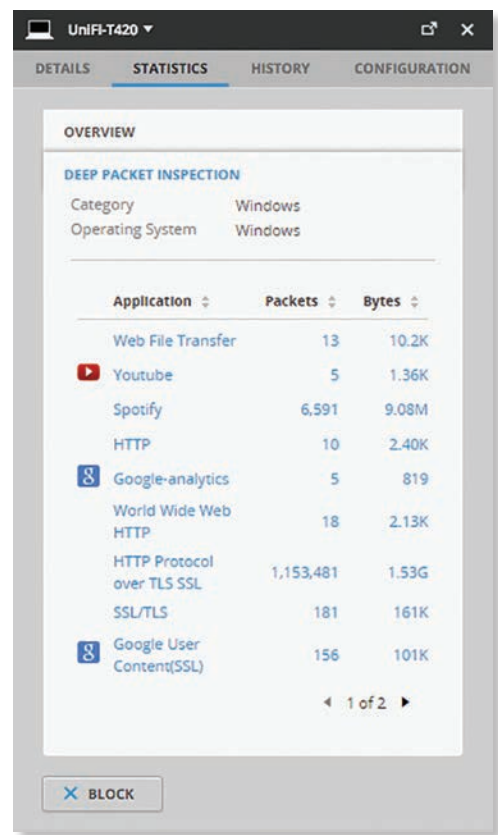 UniFi-T420
DETAILS STATISTICS HISTORY CONFIGURATION
OVERVIEW
DEEP PACKET INSPECTION
Category Windows
Operating System Windows
Application Packets Bytes
Web File Transfer 13 10.2K
Youtube 5 1.36K
Spotify 6,591 9.08M
HTTP 10 2.40K
8 Google-analytics 5 819
World Wide Web
HTTP 18 2.13K
HTTP Protocol
over TLS SSL 1,153,481 1.53G
SSL/TLS 181 161K
8 Google User
Content(SSL) 156 101K
1 of 2
BLOCK